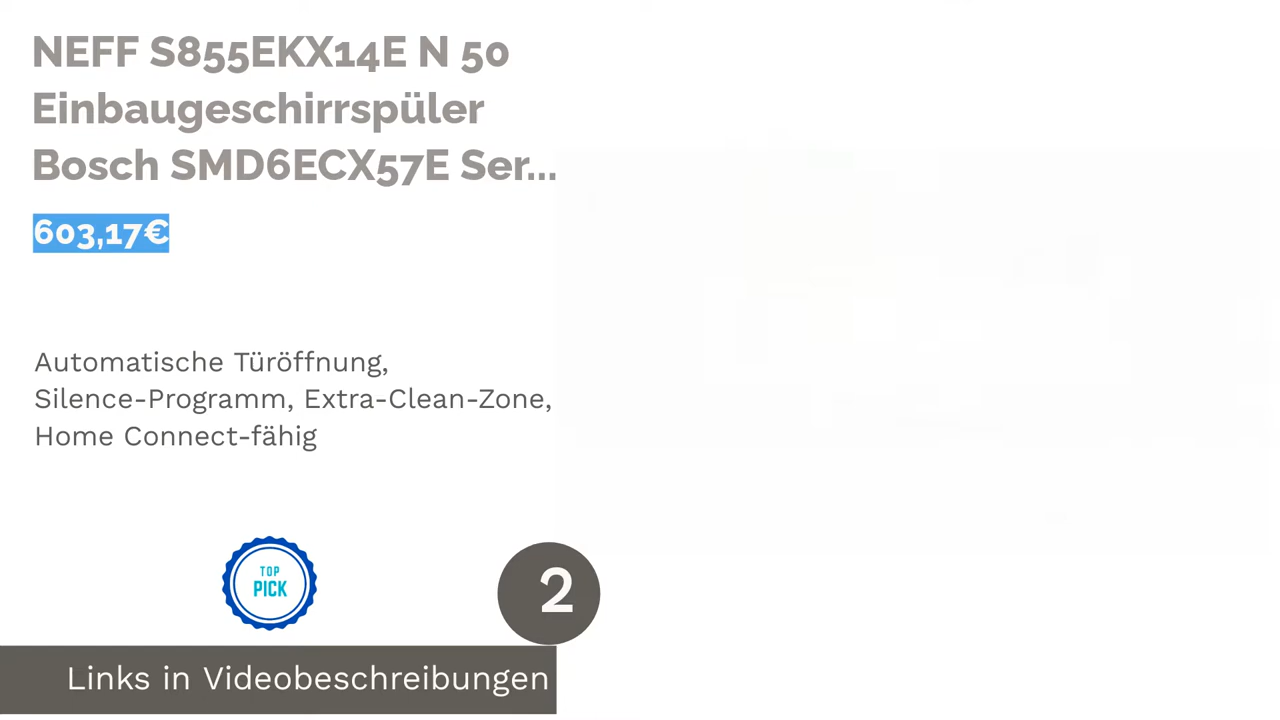 NEFF S855EKX14E N 50
Einbaugeschirrspüler
Bosch SMD6ECX57E Ser...
603,17€
Automatische Türöffnung,
Silence-Programm, Extra-Clean-Zone,
Home Connect-fähig
TOP
PICK
2
Links in Videobeschreibungen